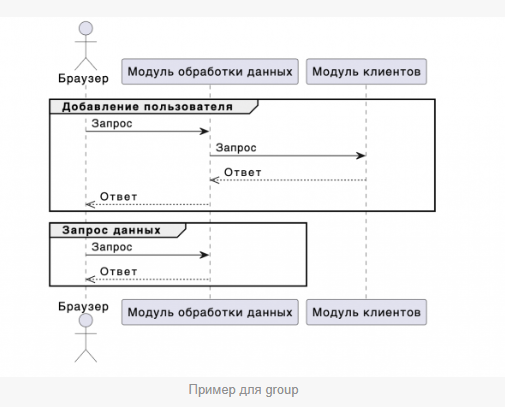 Браузер
Модуль обработки данных
Модуль клиентов
Добавление пользователя
Запрос
Запрос
Ответ
Ответ
Запрос данных
Запрос
Ответ
Браузер
Модуль обработки данных
Модуль клиентов
Пример для group